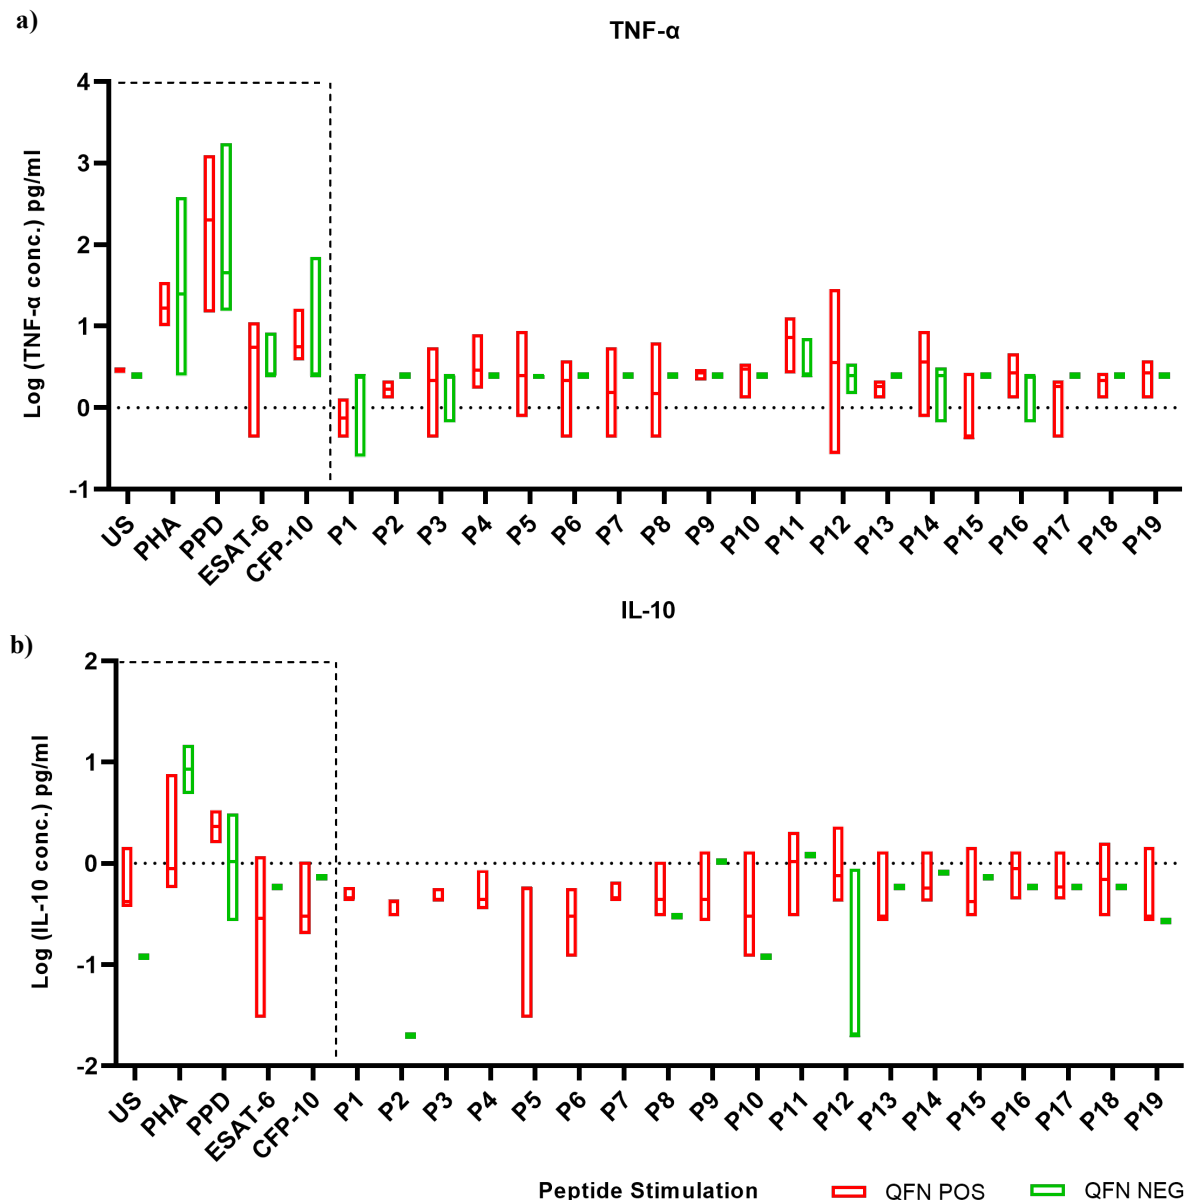 a)
TNF-α
Log (TNF-α conc.) pg/ml
4
3
2
1
0
-1
US PHA PPD ESAT-6 CFP-10 P1 P2 P3 P4 P5 P6 P7 P8 P9 P10 P11 P12 P13 P14 P15 P16 P17 P18 P19
IL-10
b)
Log (IL-10 conc.) pg/ml
2
1
0
-1
-2
US PHA PPD ESAT-6 CFP-10 P1 P2 P3 P4 P5 P6 P7 P8 P9 P10 P11 P12 P13 P14 P15 P16 P17 P18 P19
Peptide Stimulation QFN POS QFN NEG